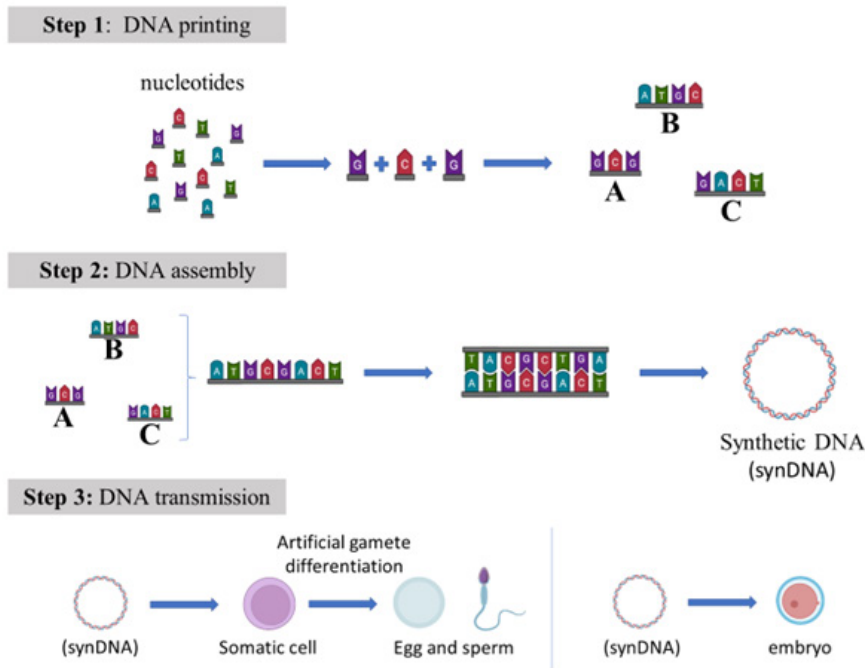 Step 1: DNA printing
nucleotides
C
T
G
G
T
A
C
C
G
T
A
A
G + C + G
A T G C
B
G C G
A
G A C T
C
Step 2: DNA assembly
A T G C
B
G C G
A
G A C T
C
A T G C G A C T
T A C G C T G A
A T G C G A C T
Synthetic DNA
(synDNA)
Step 3: DNA transmission
Artificial gamete
differentiation
(synDNA)
Somatic cell
Egg and sperm
(synDNA)
embryo